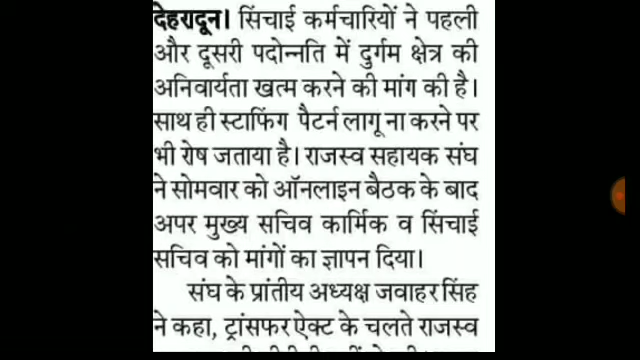 देहरादून। सिंचाई कर्मचारियों ने पहली
और दूसरी पदोन्नति में दुर्गम क्षेत्र की
अनिवार्यता खत्म करने की मांग की है।
साथ ही स्टाफिंग पैटर्न लागू ना करने पर
भी रोष जताया है। राजस्व सहायक संघ
ने सोमवार को ऑनलाइन बैठक के बाद
अपर मुख्य सचिव कार्मिक व सिंचाई
सचिव को मांगों का ज्ञापन दिया।
संघ के प्रांतीय अध्यक्ष जवाहर सिंह
ने कहा, ट्रांसफर ऐक्ट के चलते राजस्व